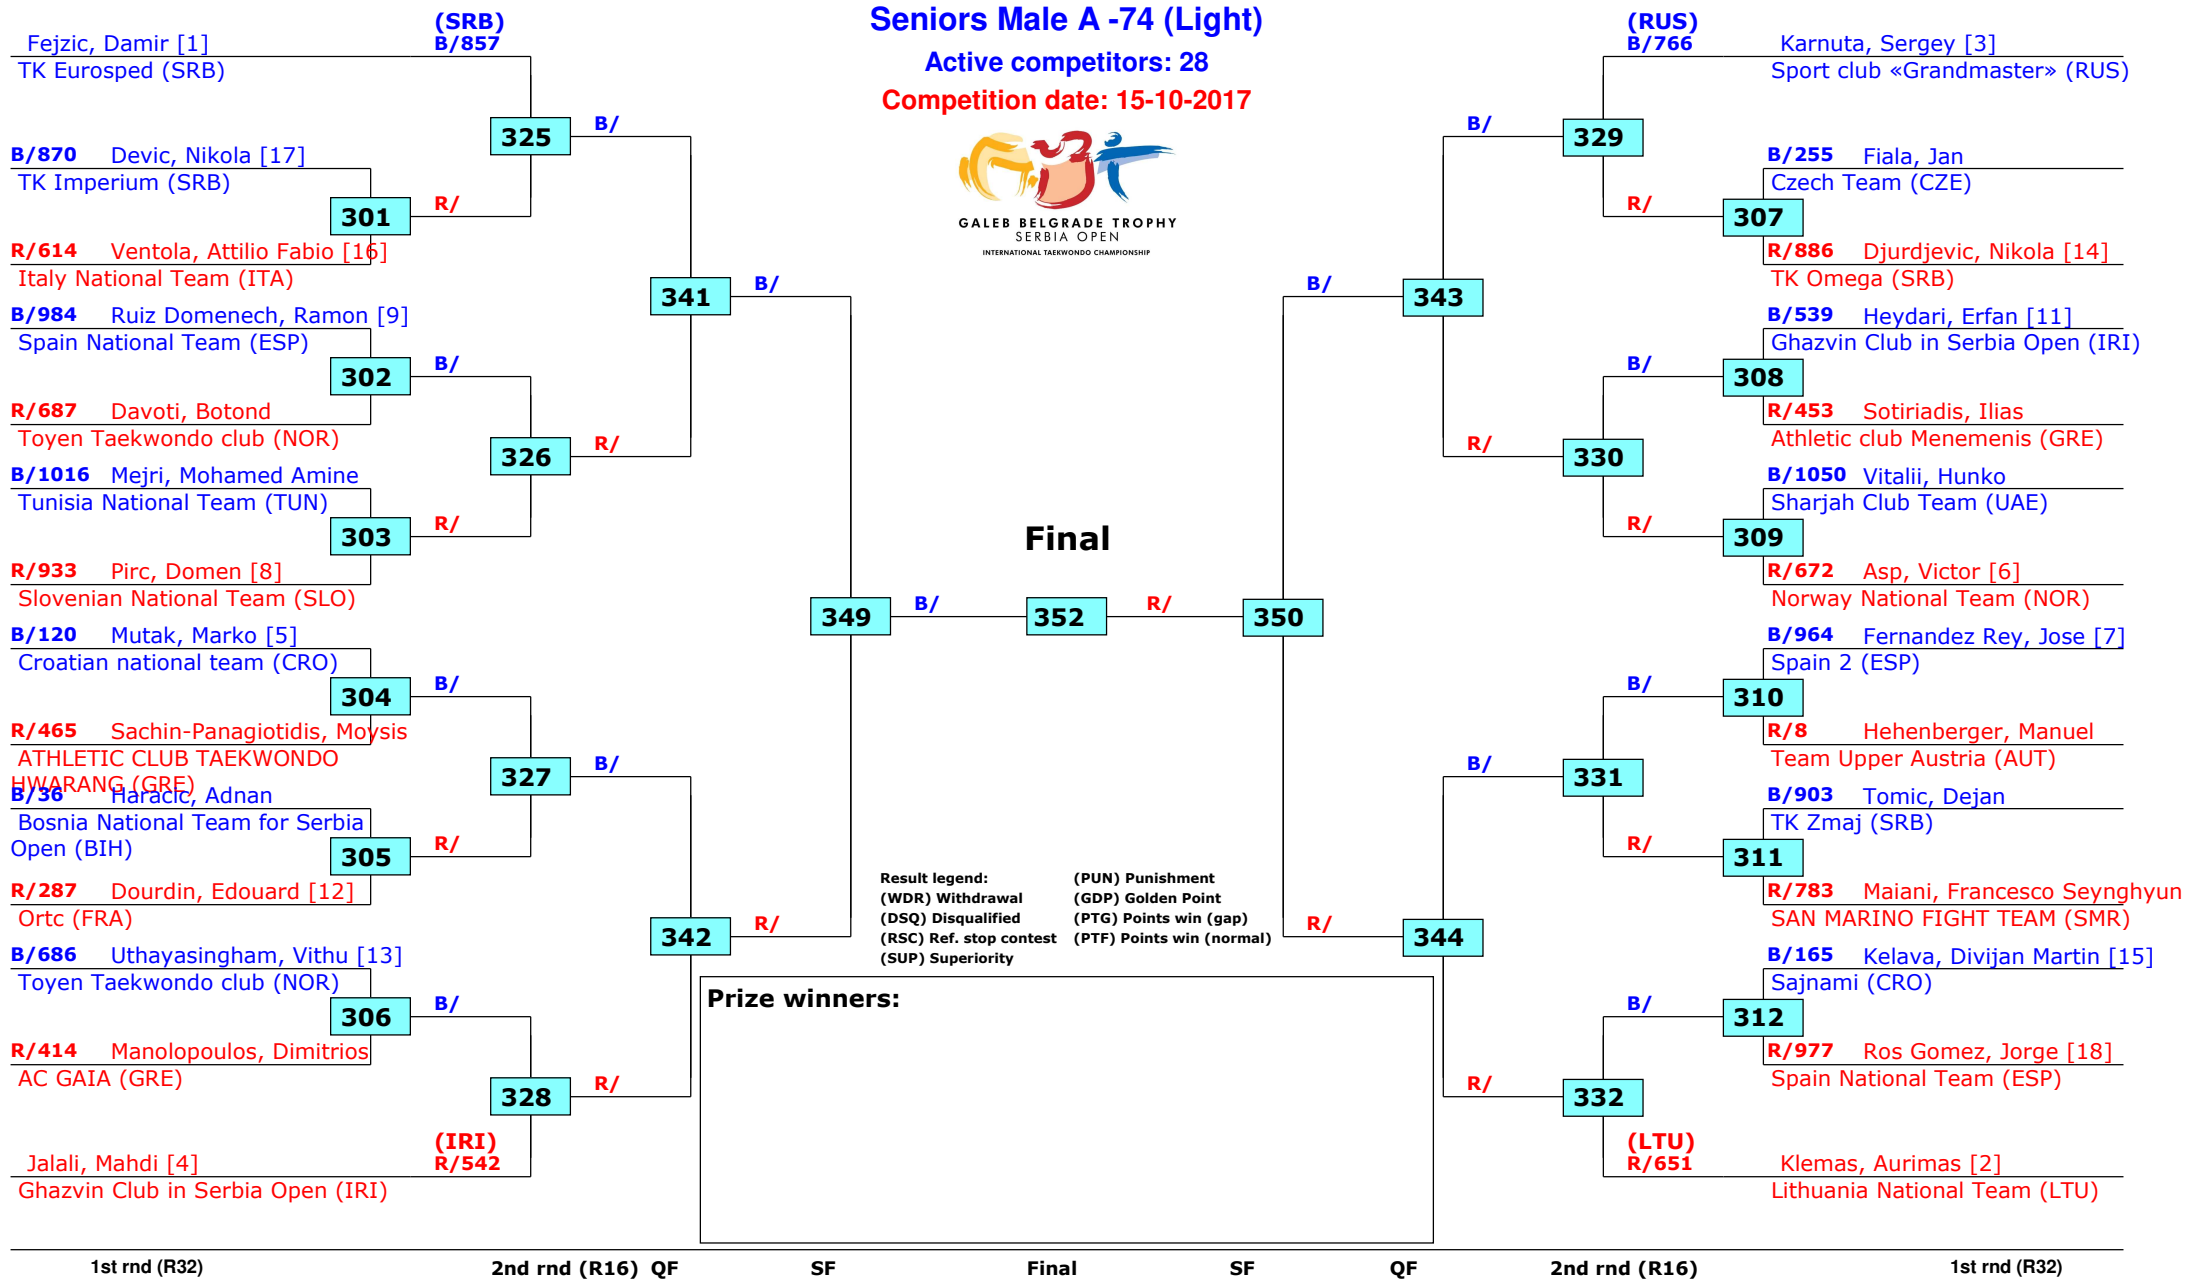 Seniors Male A -74 (Light)
Active competitors: 28
Competition date: 15-10-2017
GALEB BELGRADE TROPHY
SERBIA OPEN
INTERNATIONAL TAEKWONDO CHAMPIONSHIP
(SRB)
Fejzic, Damir [1] B/857
TK Eurosped (SRB)
325
B/
B/870 Devic, Nikola [17]
TK Imperium (SRB)
301
R/
R/614 Ventola, Attilio Fabio [16]
Italy National Team (ITA)
341
B/
B/984 Ruiz Domenech, Ramon [9]
Spain National Team (ESP)
302
B/
R/687 Davoti, Botond
Toyen Taekwondo club (NOR)
326
R/
B/1016 Mejri, Mohamed Amine
Tunisia National Team (TUN)
303
R/
R/933 Pirc, Domen [8]
Slovenian National Team (SLO)
349
B/
B/120 Mutak, Marko [5]
Croatian national team (CRO)
304
B/
R/465 Sachin-Panagiotidis, Moysis
ATHLETIC CLUB TAEKWONDO
HWARANG (GRE)
327
B/
B/36 Haracic, Adnan
Bosnia National Team for Serbia
Open (BIH)
305
R/
R/287 Dourdin, Edouard [12]
Ortc (FRA)
342
R/
B/686 Uthayasingham, Vithu [13]
Toyen Taekwondo club (NOR)
306
B/
R/414 Manolopoulos, Dimitrios
AC GAIA (GRE)
328
R/
(IRI)
Jalali, Mahdi [4] R/542
Ghazvin Club in Serbia Open (IRI)
Final
352
R/
(RUS)
B/766 Karnuta, Sergey [3]
Sport club «Grandmaster» (RUS)
B/
329
B/255 Fiala, Jan
Czech Team (CZE)
R/
307
R/886 Djurdjevic, Nikola [14]
TK Omega (SRB)
B/
343
B/539 Heydari, Erfan [11]
Ghazvin Club in Serbia Open (IRI)
B/
308
R/453 Sotiriadis, Ilias
Athletic club Menemenis (GRE)
R/
330
B/1050 Vitalii, Hunko
Sharjah Club Team (UAE)
R/
309
R/672 Asp, Victor [6]
Norway National Team (NOR)
350
B/964 Fernandez Rey, Jose [7]
Spain 2 (ESP)
B/
310
R/8 Hehenberger, Manuel
Team Upper Austria (AUT)
B/
331
B/903 Tomic, Dejan
TK Zmaj (SRB)
R/
311
R/783 Maiani, Francesco Seynghyun
SAN MARINO FIGHT TEAM (SMR)
R/
344
B/165 Kelava, Divijan Martin [15]
Sajnami (CRO)
B/
312
R/977 Ros Gomez, Jorge [18]
Spain National Team (ESP)
R/
332
(LTU)
R/651 Klemas, Aurimas [2]
Lithuania National Team (LTU)
Result legend: (PUN) Punishment
(WDR) Withdrawal (GDP) Golden Point
(DSQ) Disqualified (PTG) Points win (gap)
(RSC) Ref. stop contest (PTF) Points win (normal)
(SUP) Superiority
Prize winners:
1st rnd (R32) 2nd rnd (R16) QF SF Final SF QF 2nd rnd (R16) 1st rnd (R32)